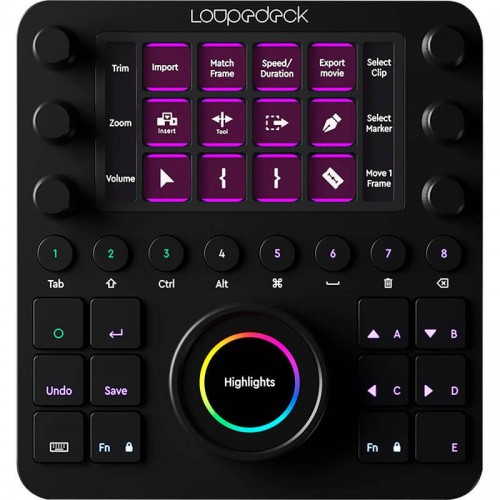 Loupedeck
Trim
Import
Match
Frame
Speed/
Duration
Export
movie
Select
Clip
Zoom
Insert
Tool
Select
Marker
Volume
{
}
Move 1
Frame
1 2 3 4 5 6 7 8
Tab ⇧ Ctrl Alt ⌘
A
B
Highlights
Undo Save
C
D
Fn
Fn
E